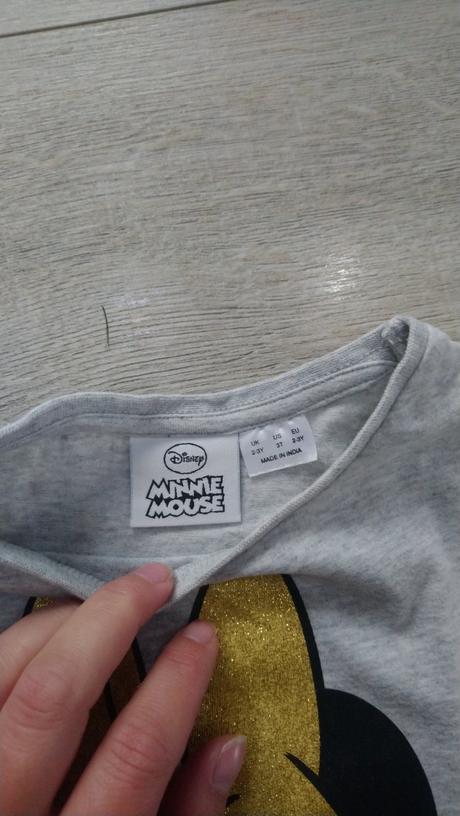 Disney
MINNIE
MOUSE
UK US EU
2-3Y 3T 2-3Y
MADE IN INDIA